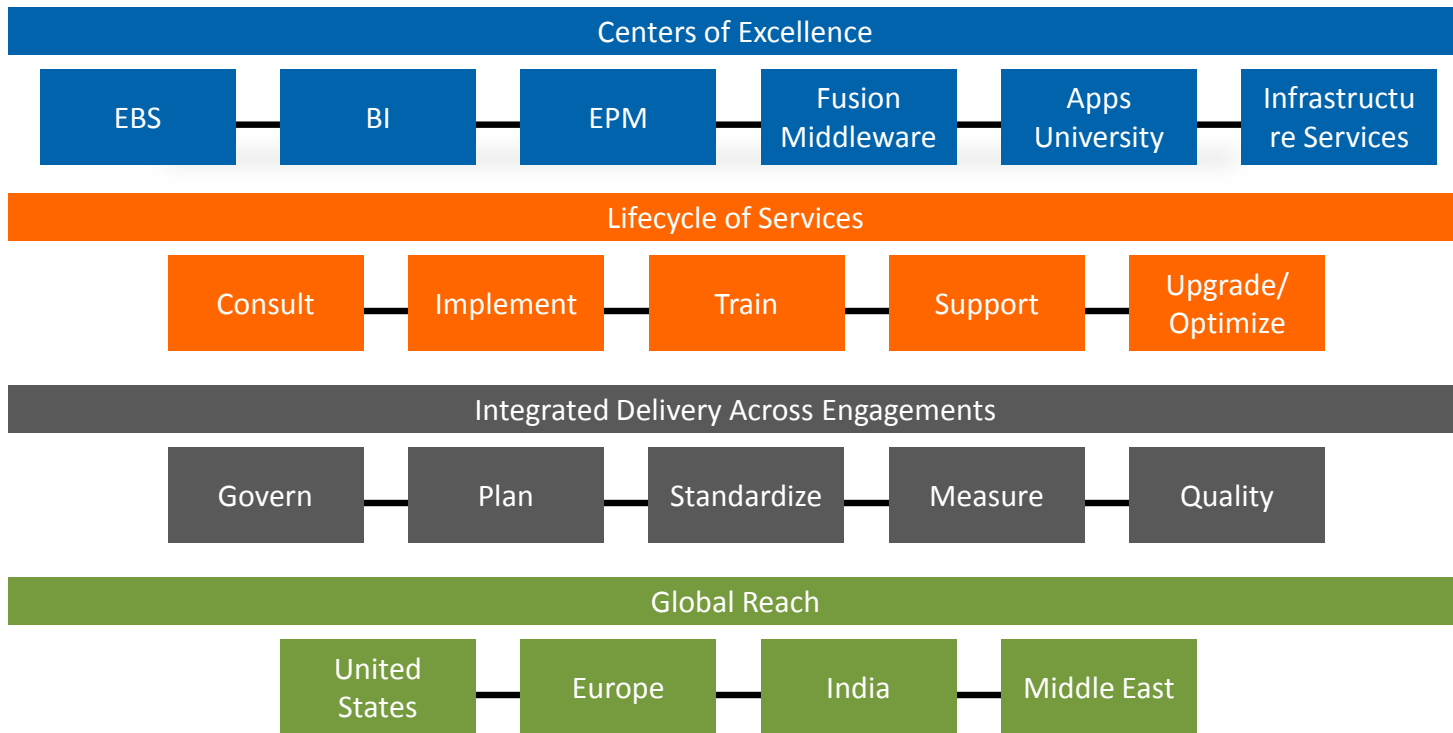 Centers of Excellence
EBS
BI
EPM
Fusion
Middleware
Apps
University
Infrastructu
re Services
Lifecycle of Services
Consult
Implement
Train
Support
Upgrade/
Optimize
Integrated Delivery Across Engagements
Govern
Plan
Standardize
Measure
Quality
Global Reach
United
States
Europe
India
Middle East